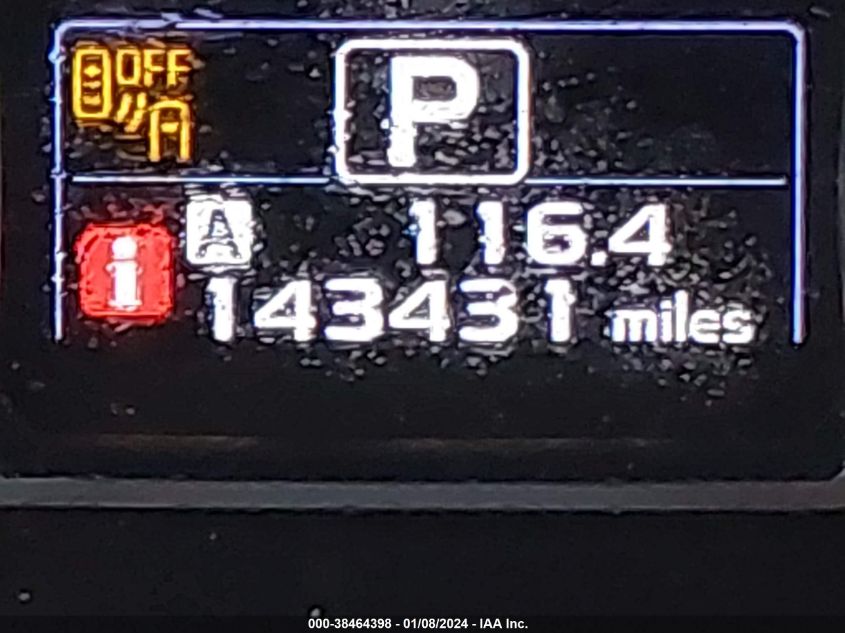 OFF
A
P
i
A 116.4
143431 miles
000-38464398 - 01/08/2024 - IAA Inc.